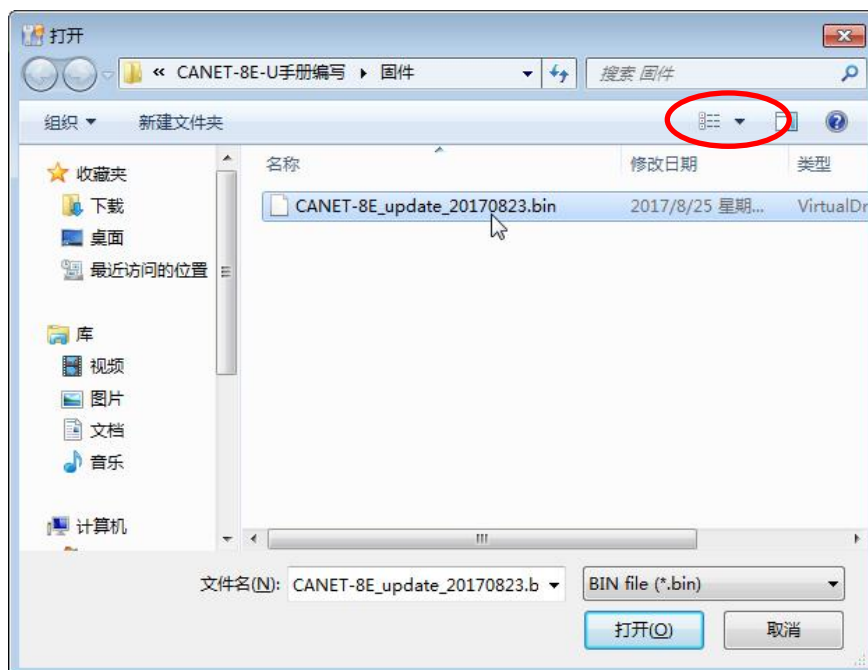 打开
« CANET-8E-U手册编写 ▸ 固件
搜索 固件
组织 新建文件夹
名称 修改日期 类型
收藏夹
CANET-8E_update_20170823.bin 2017/8/25 星期... VirtualDr
下载
桌面
最近访问的位置
库
视频
图片
文档
音乐
计算机
文件名(N): CANET-8E_update_20170823.b BIN file (*.bin)
打开(O) 取消